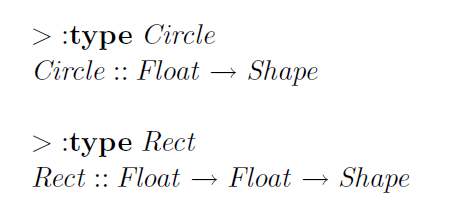 > :type Circle
Circle :: Float → Shape
> :type Rect
Rect :: Float → Float → Shape